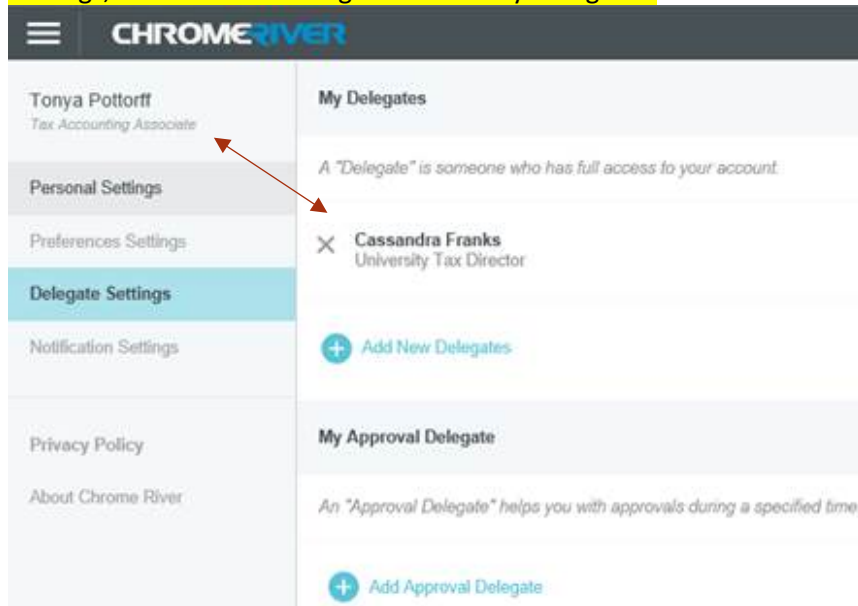 CHROMERIVER
Tonya Pottorff
Tax Accounting Associate
Personal Settings
Preferences Settings
Delegate Settings
Notification Settings
Privacy Policy
About Chrome River
My Delegates
A "Delegate" is someone who has full access to your account.
Cassandra Franks
University Tax Director
Add New Delegates
My Approval Delegate
An "Approval Delegate" helps you with approvals during a specified time
Add Approval Delegate